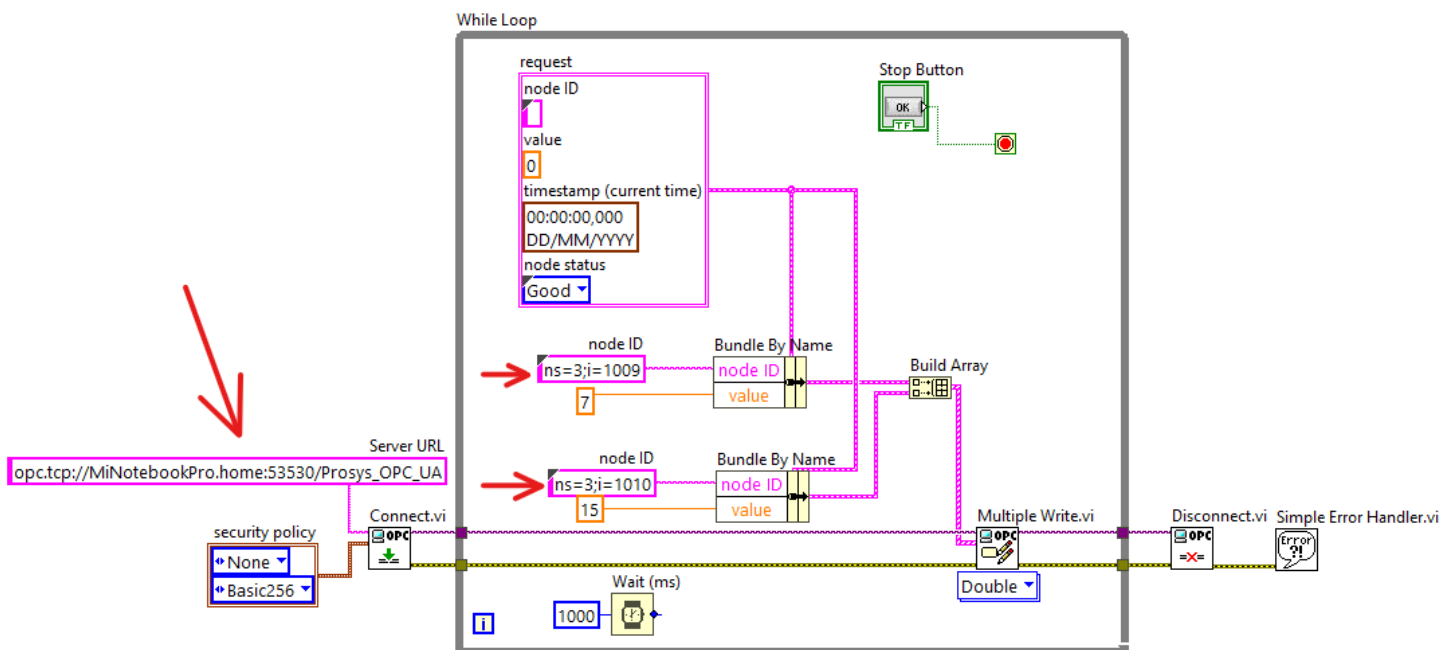 While Loop
request
node ID
value
0
timestamp (current time)
00:00:00,000
DD/MM/YYYY
node status
Good
Stop Button
OK
TF
node ID
ns=3;i=1009
7
Bundle By Name
node ID
value
Build Array
Server URL
opc.tcp://MiNotebookPro.home:53530/Prosys_OPC_UA
node ID
ns=3;i=1010
15
Bundle By Name
node ID
value
security policy
None
Basic256
Connect.vi
OPC
Multiple Write.vi
OPC
Double
Disconnect.vi
OPC
Simple Error Handler.vi
Error
?!
Wait (ms)
1000
i